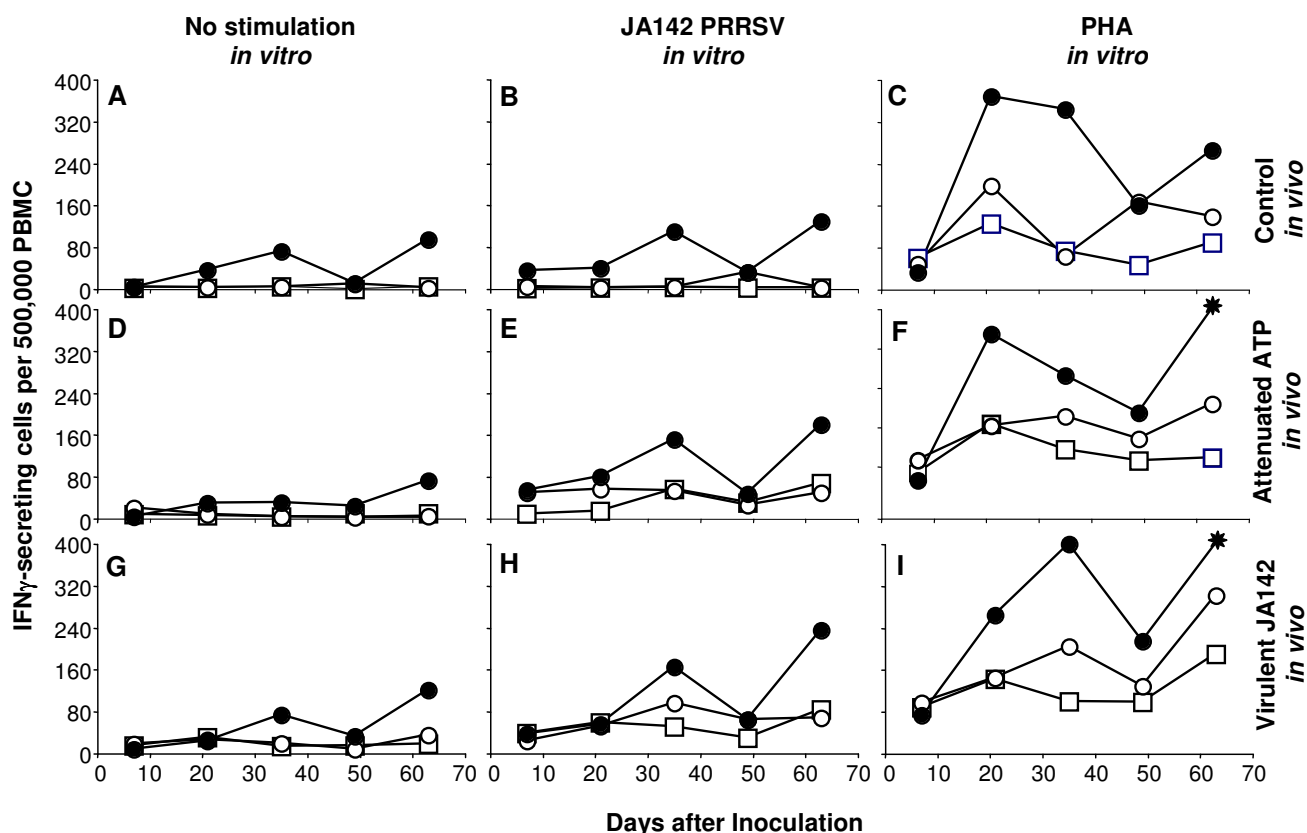 No stimulation
in vitro
JA142 PRRSV
in vitro
PHA
in vitro
IFNγ-secreting cells per 500,000 PBMC
400
320
240
160
80
0
A
B
C
Control
in vivo
400
320
240
160
80
0
D
E
F
Attenuated ATP
in vivo
400
320
240
160
80
0
G
H
I
Virulent JA142
in vivo
0 10 20 30 40 50 60 70
0 10 20 30 40 50 60 70
0 10 20 30 40 50 60 70
Days after Inoculation